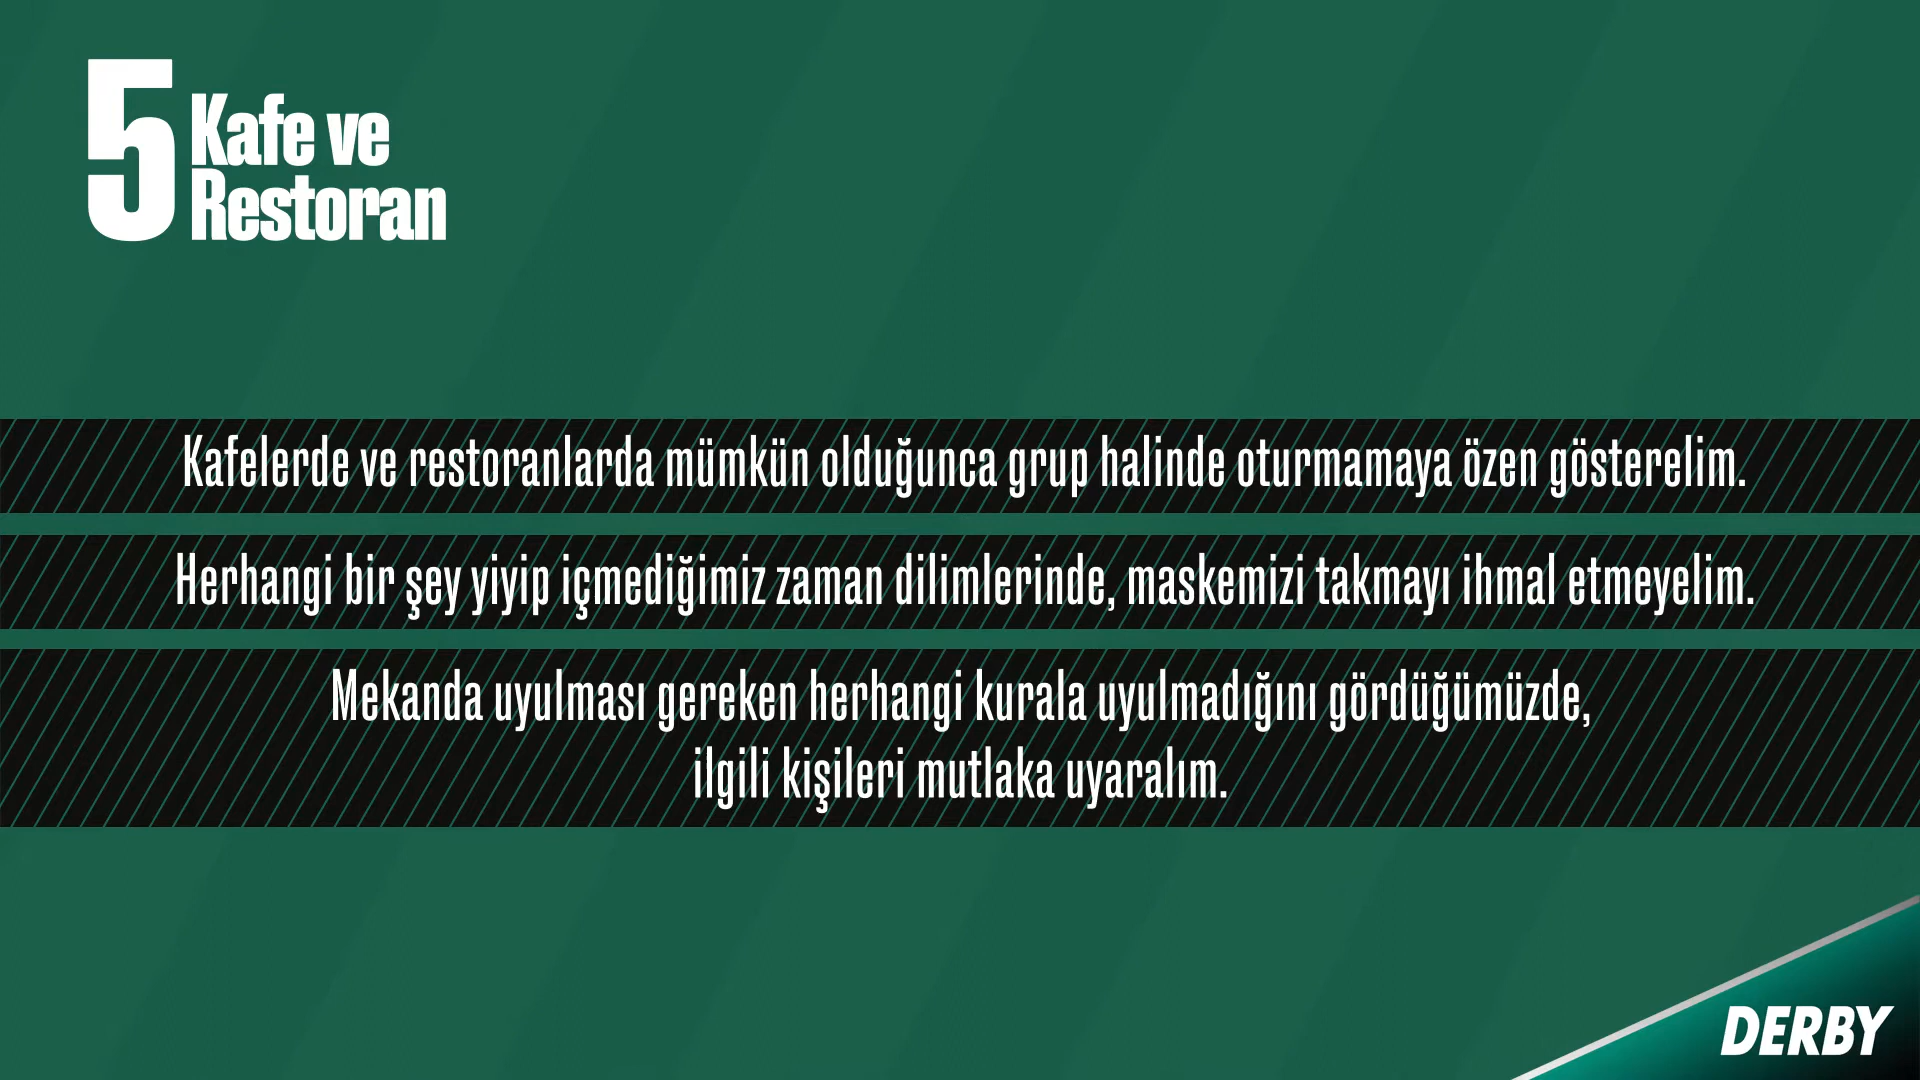 5 Kafe ve
Restoran
Kafelerde ve restoranlarda mümkün olduğunca grup halinde oturmamaya özen gösterelim.
Herhangi bir şey yiyip içmediğimiz zaman dilimlerinde, maskemizi takmayı ihmal etmeyelim.
Mekanda uyulması gereken herhangi kurala uyulmadığını gördüğümüzde,
ilgili kişileri mutlaka uyaralım.
DERBY